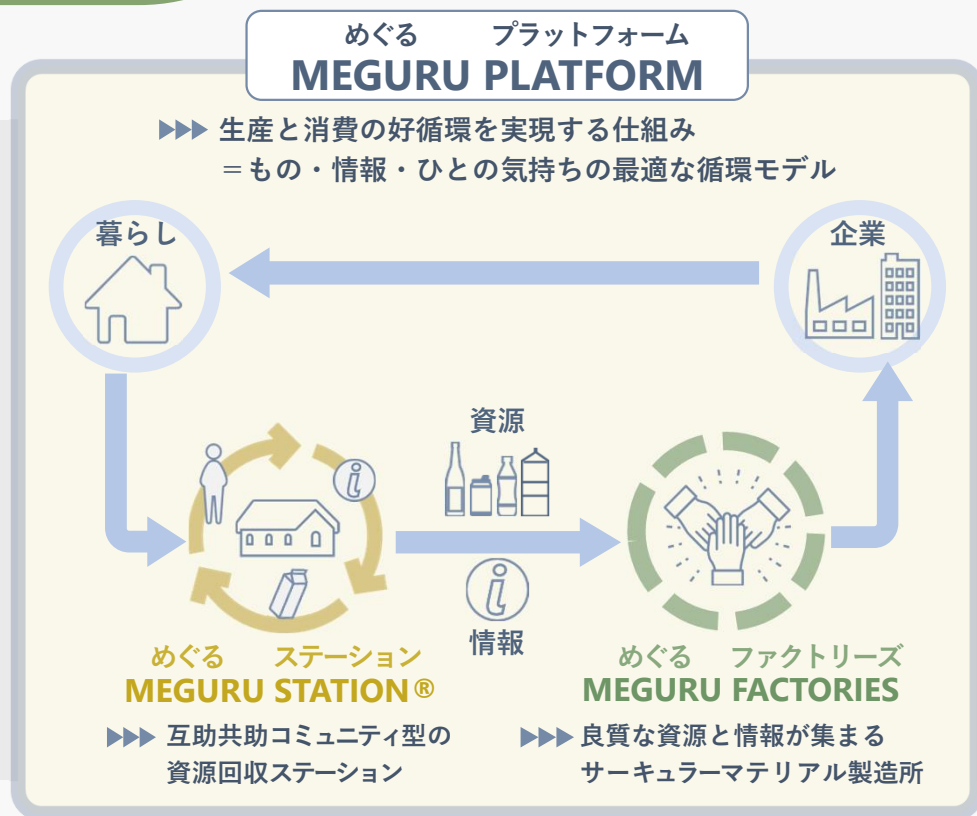 めぐる プラットフォーム
MEGURU PLATFORM
▶▶▶ 生産と消費の好循環を実現する仕組み
＝もの・情報・ひとの気持ちの最適な循環モデル
暮らし
企業
資源
i
i
情報
めぐる ステーション
MEGURU STATION®
▶▶▶ 互助共助コミュニティ型の
資源回収ステーション
めぐる ファクトリーズ
MEGURU FACTORIES
▶▶▶ 良質な資源と情報が集まる
サーキュラーマテリアル製造所